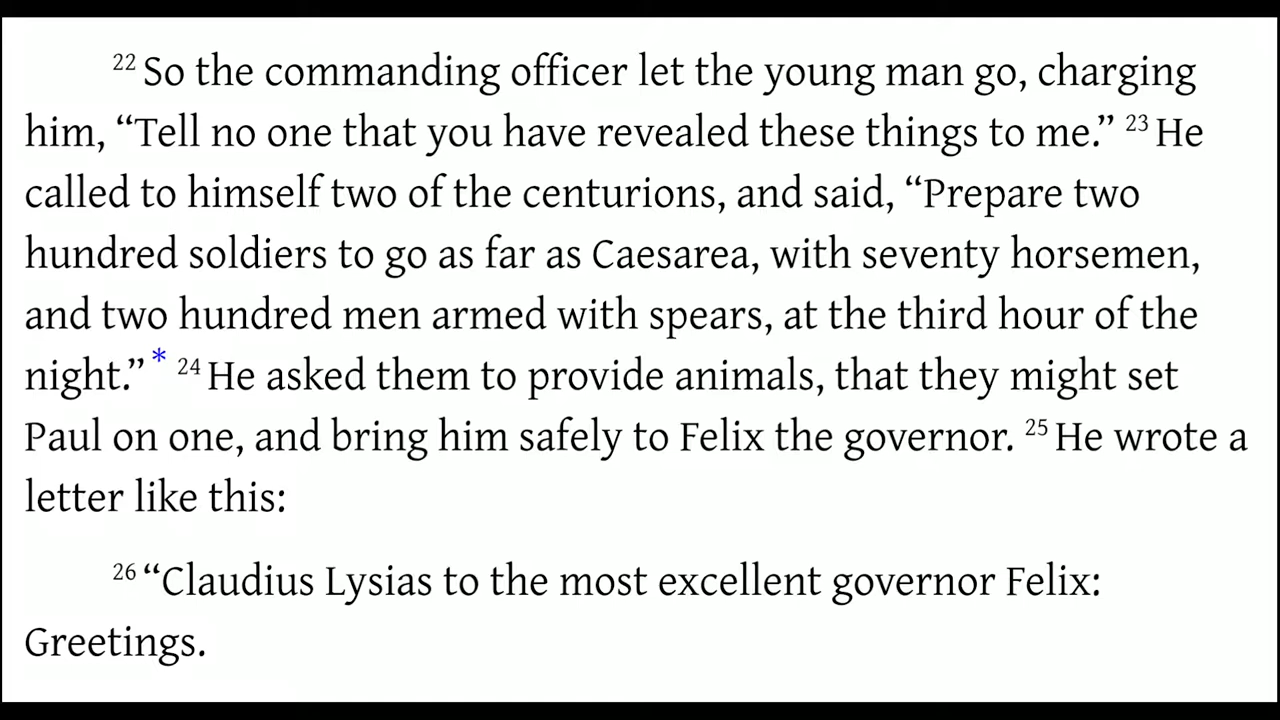 22 So the commanding officer let the young man go, charging
him, “Tell no one that you have revealed these things to me.” 23 He
called to himself two of the centurions, and said, “Prepare two
hundred soldiers to go as far as Caesarea, with seventy horsemen,
and two hundred men armed with spears, at the third hour of the
night.” * 24 He asked them to provide animals, that they might set
Paul on one, and bring him safely to Felix the governor. 25 He wrote a
letter like this:
26 “Claudius Lysias to the most excellent governor Felix:
Greetings.